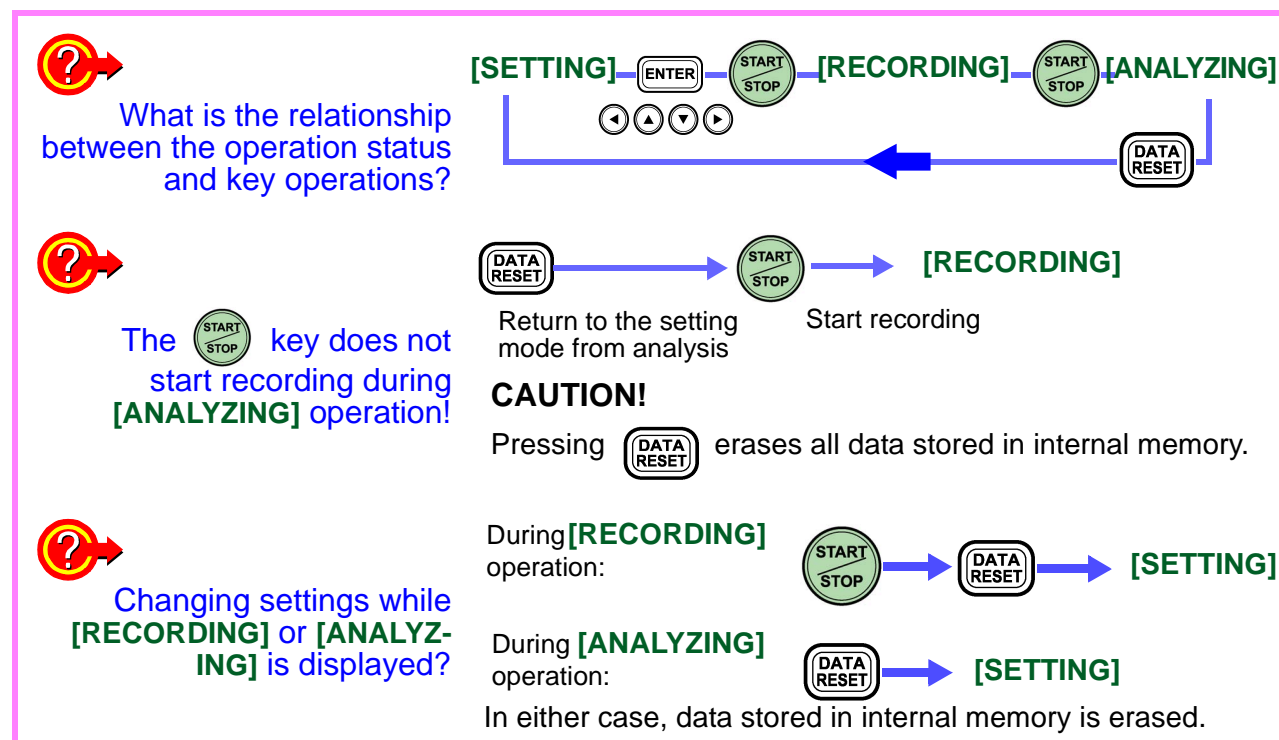 [SETTING] ENTER START STOP [RECORDING] START STOP [ANALYZING]
What is the relationship
between the operation status
and key operations?
DATA RESET
DATA RESET START STOP [RECORDING]
Return to the setting
mode from analysis
Start recording
The START STOP key does not
start recording during
[ANALYZING] operation!
CAUTION!
Pressing DATA RESET erases all data stored in internal memory.
Changing settings while
[RECORDING] or [ANALYZ-
ING] is displayed?
During [RECORDING]
operation:
START STOP DATA RESET [SETTING]
During [ANALYZING]
operation:
DATA RESET [SETTING]
In either case, data stored in internal memory is erased.